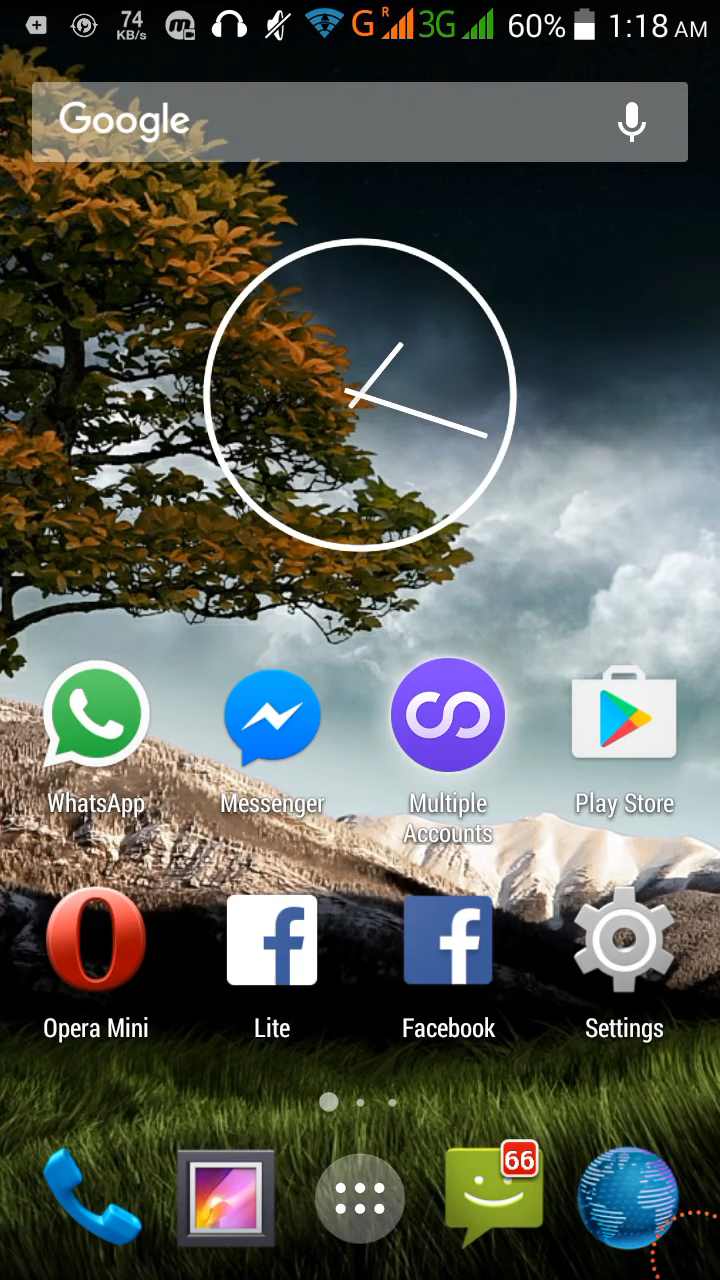 74
KB/s
G R 3G 60% 1:18 AM
Google
WhatsApp Messenger Multiple Accounts Play Store
Opera Mini Lite Facebook Settings
66